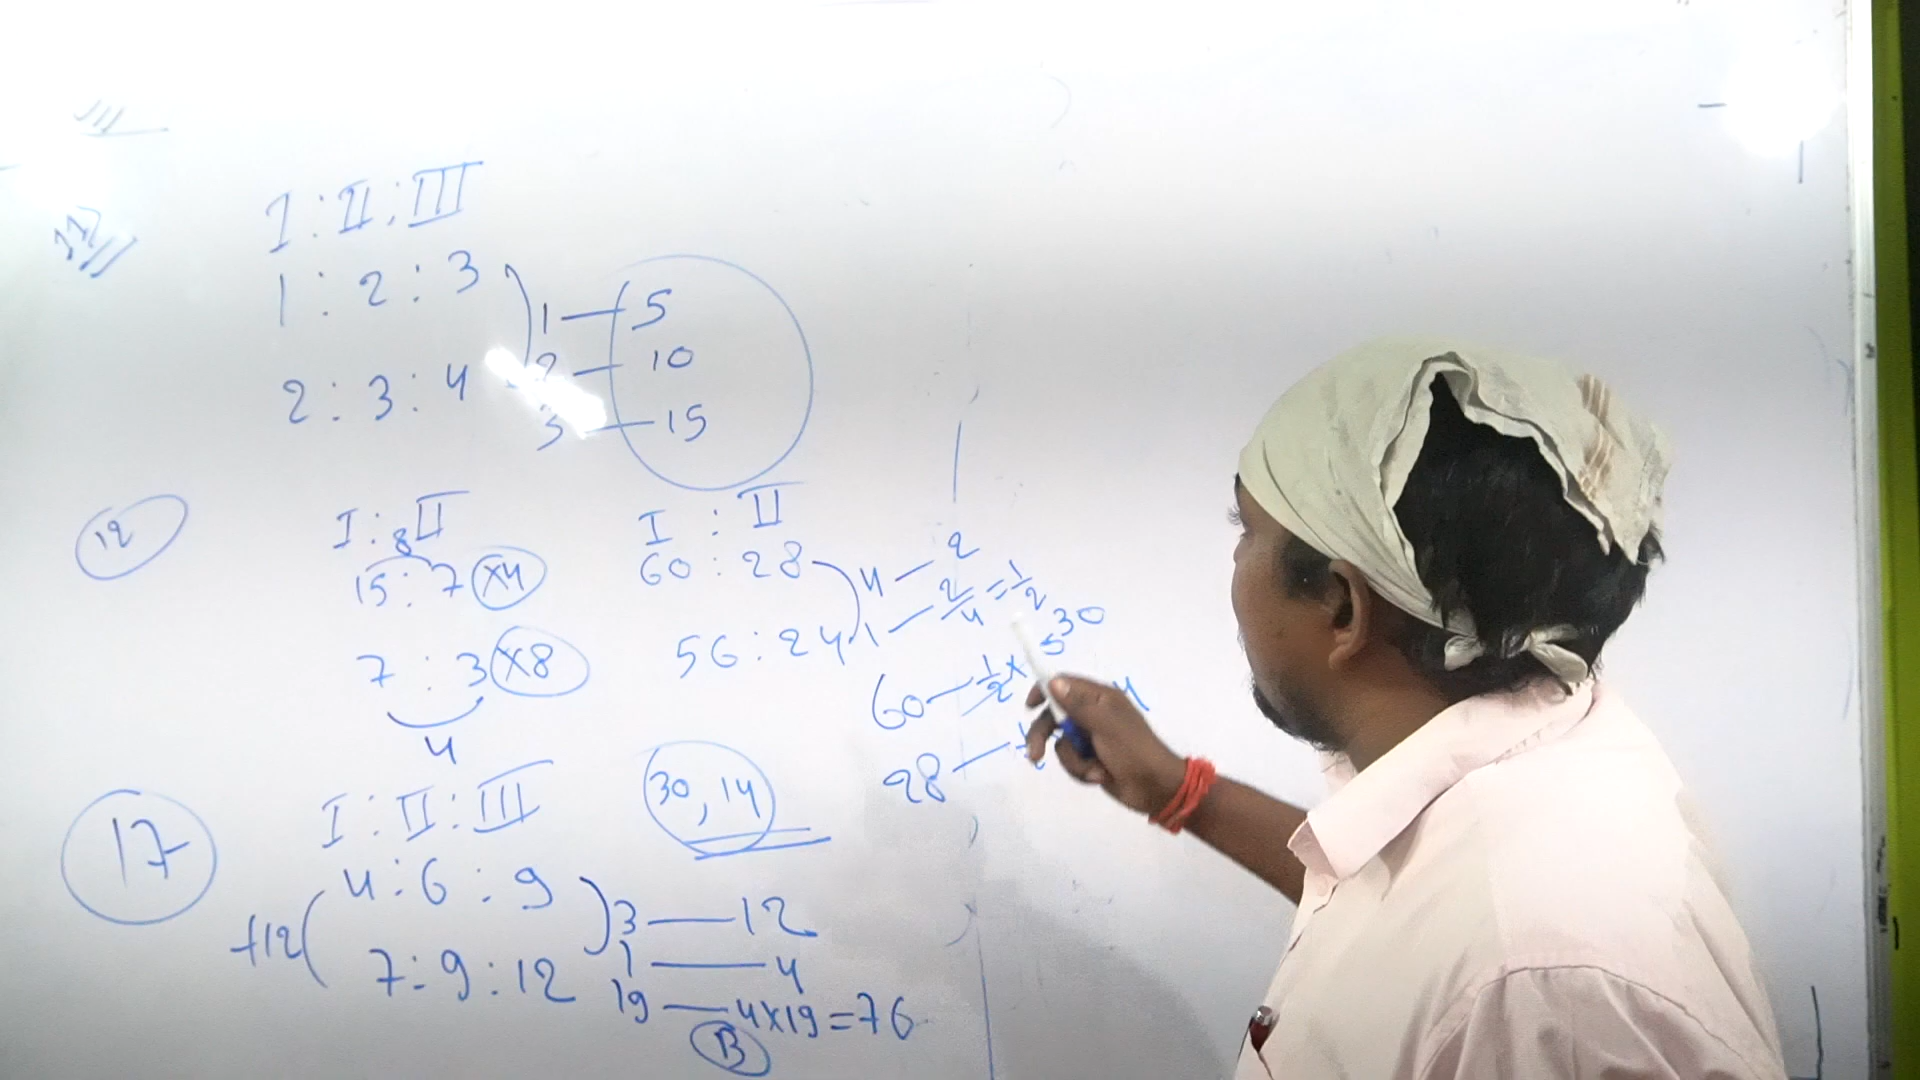 11)
I : II : III
1 : 2 : 3
2 : 3 : 4
1 — 5
2 — 10
3 — 15
12
I : II
8
15 : 7 ×4
7 : 3 ×8
4
I : II
60 : 28
56 : 24
4 — 2
1 — 2/4 = 1/2
60 — 1/2 ×
30
28 —
30, 14
17
I : II : III
4 : 6 : 9
+12
7 : 9 : 12
3 — 12
1 — 4
19 — 4×19 = 76
B